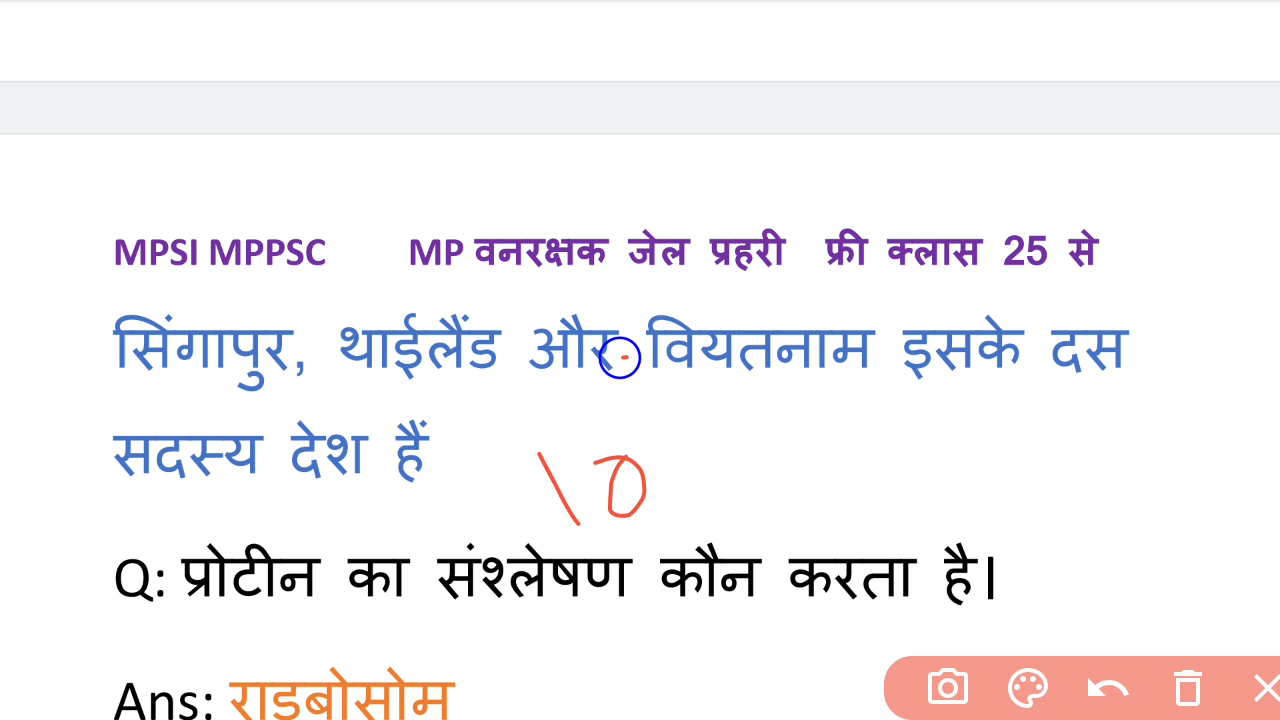 MPSI MPPSC MP वनरक्षक जेल प्रहरी फ्री क्लास 25 से
सिंगापुर, थाईलैंड और वियतनाम इसके दस
सदस्य देश हैं
10
Q: प्रोटीन का संश्लेषण कौन करता है।
Ans: राइबोसोम